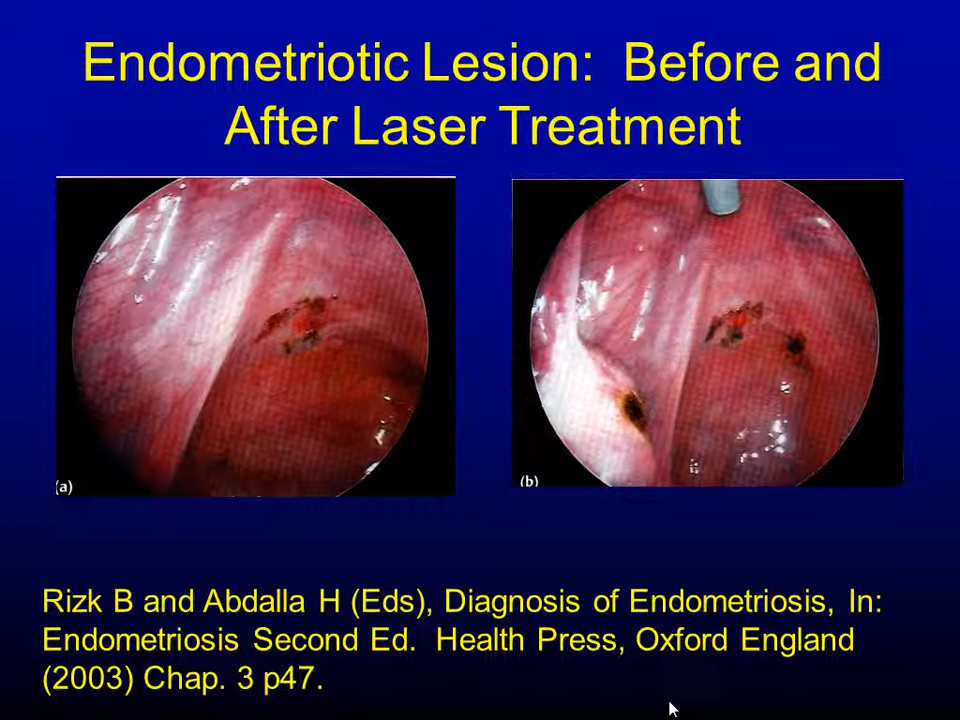 Endometriotic Lesion: Before and
After Laser Treatment
(a)
(b)
Rizk B and Abdalla H (Eds), Diagnosis of Endometriosis, In:
Endometriosis Second Ed. Health Press, Oxford England
(2003) Chap. 3 p47.